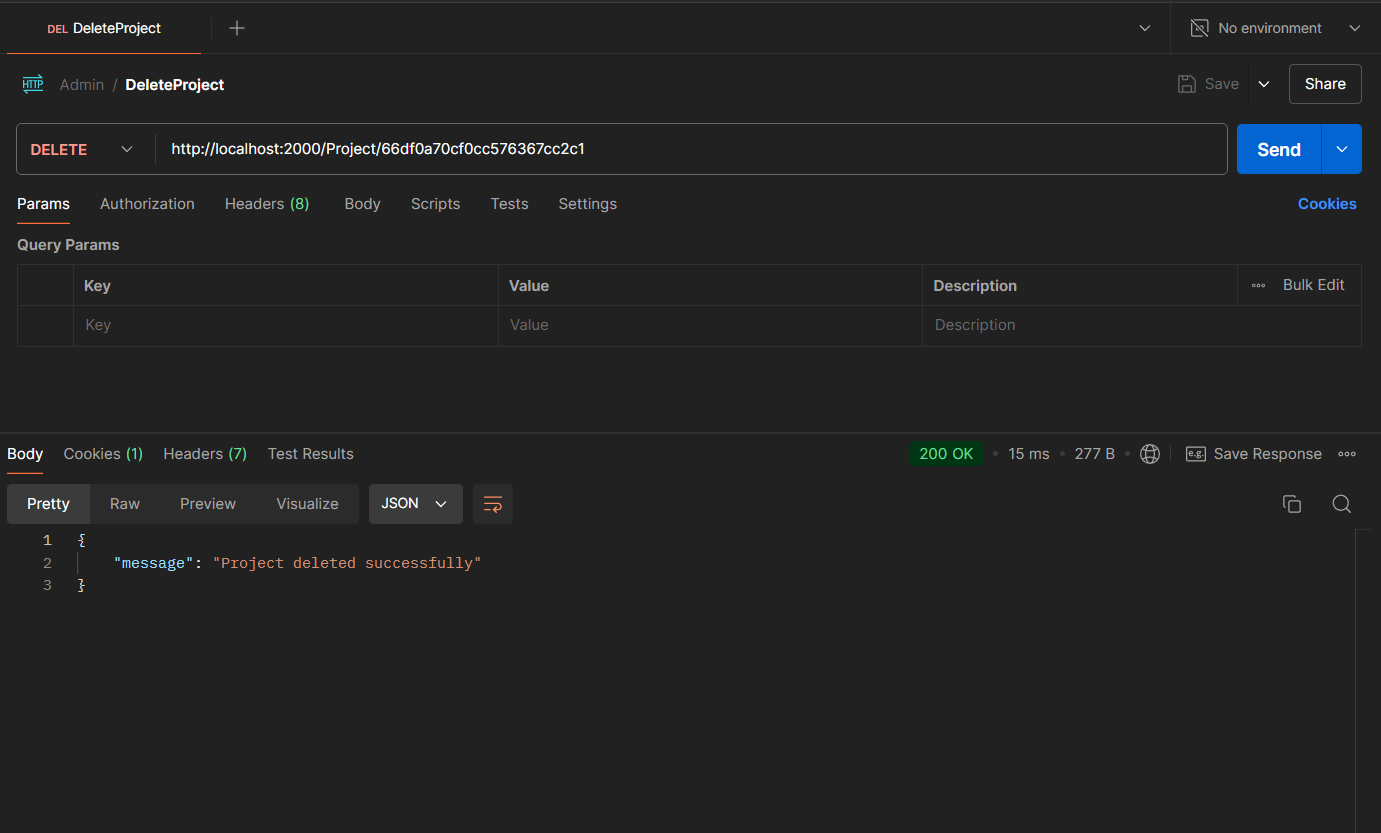 DEL DeleteProject
No environment
HTTP Admin / DeleteProject
Save
Share
DELETE http://localhost:2000/Project/66df0a70cf0cc576367cc2c1
Send
Params Authorization Headers (8) Body Scripts Tests Settings Cookies
Query Params
Key Value Description Bulk Edit
Key Value Description
Body Cookies (1) Headers (7) Test Results 200 OK 15 ms 277 B e.g. Save Response
Pretty Raw Preview Visualize JSON
1 {
2 "message": "Project deleted successfully"
3 }